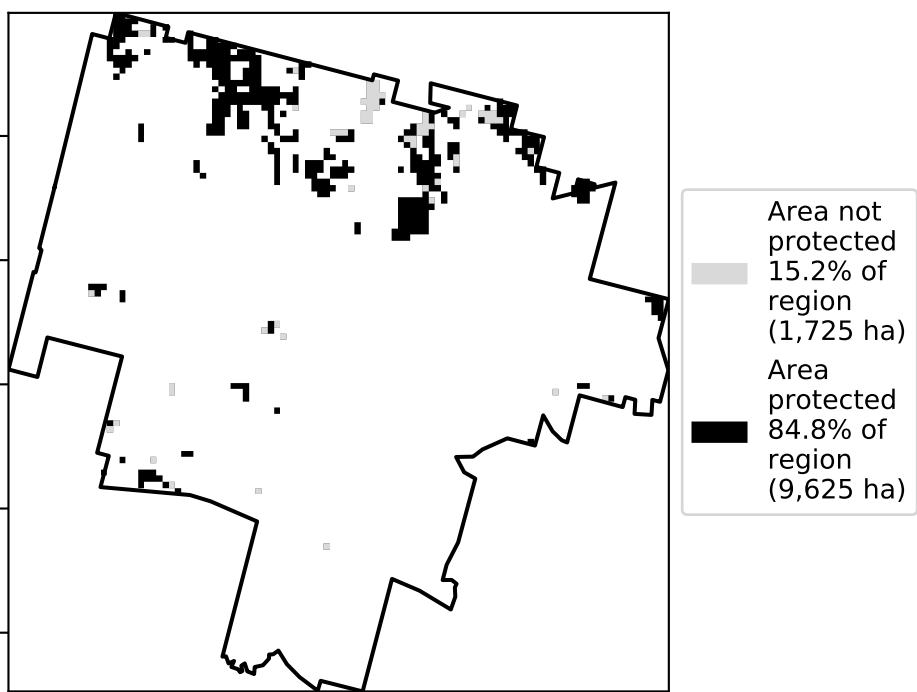 Area not
protected
15.2% of
region
(1,725 ha)
Area
protected
84.8% of
region
(9,625 ha)